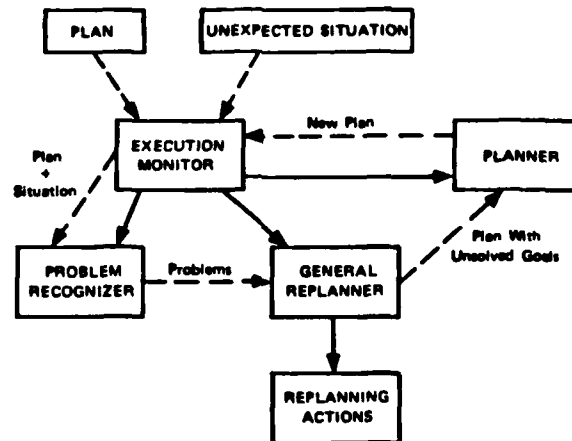 PLAN
UNEXPECTED SITUATION
New Plan
EXECUTION
MONITOR
PLANNER
Plan
+
Situation
Plan With
Unsolved Goals
PROBLEM
RECOGNIZER
Problems
GENERAL
REPLANNER
REPLANNING
ACTIONS